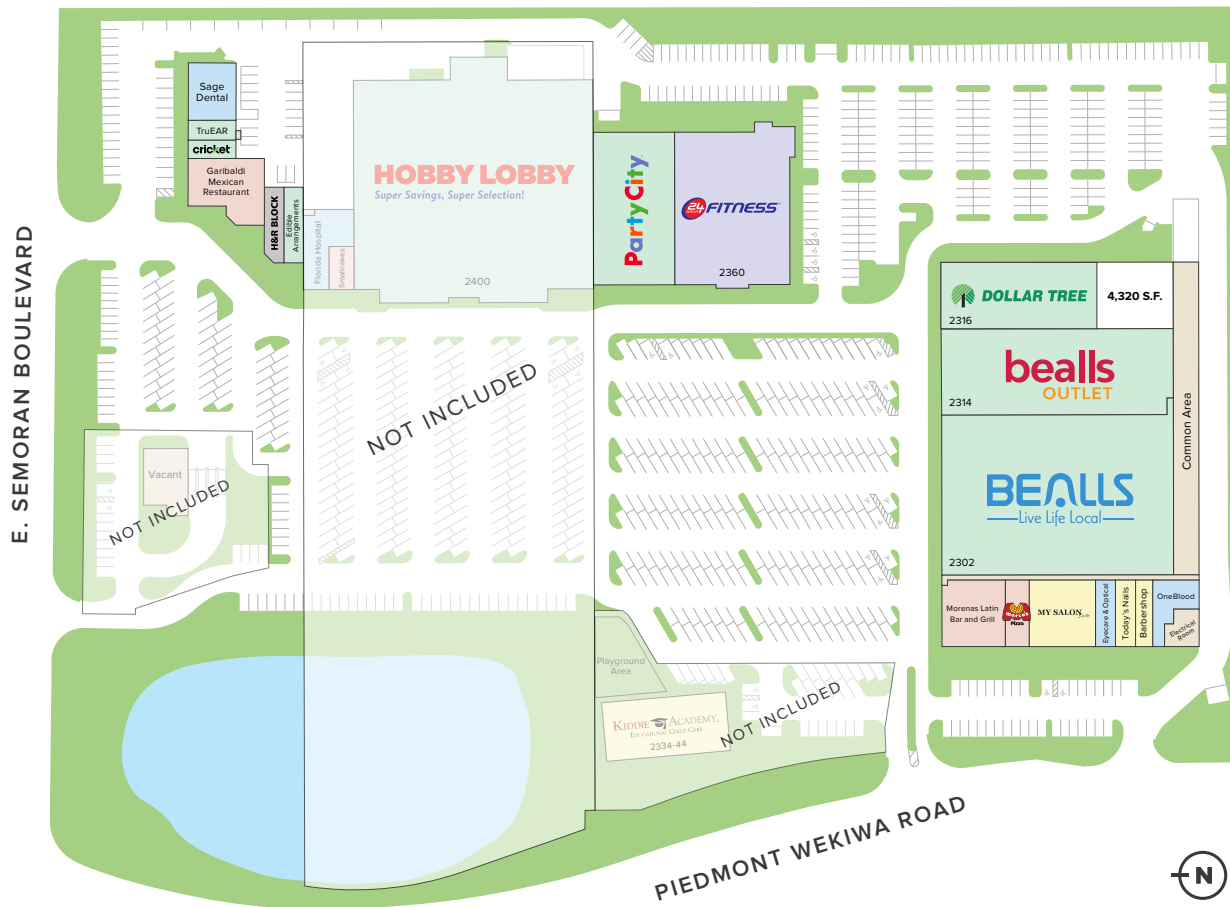 Sage
Dental
TruEAR
cricket
Garibaldi
Mexican
Restaurant
H&R BLOCK
Edible
Arrangements
Florida Hospital
Smallcakes
HOBBY LOBBY
Super Savings, Super Selection!
2400
Party City
24
FITNESS
2360
E. SEMORAN BOULEVARD
DOLLAR TREE
4,320 S.F.
2316
bealls
OUTLET
2314
Common Area
BEALLS
Live Life Local
2302
NOT INCLUDED
Vacant
NOT INCLUDED
Morenas Latin
Bar and Grill
Marco's
Pizza
MY SALON
Eyecare & Optical
Today's Nails
Barbershop
OneBlood
Electrical
Room
Playground
Area
KIDDIE ACADEMY.
EDUCATIONAL CHILD CARE
2334-44
NOT INCLUDED
PIEDMONT WEKIWA ROAD
N